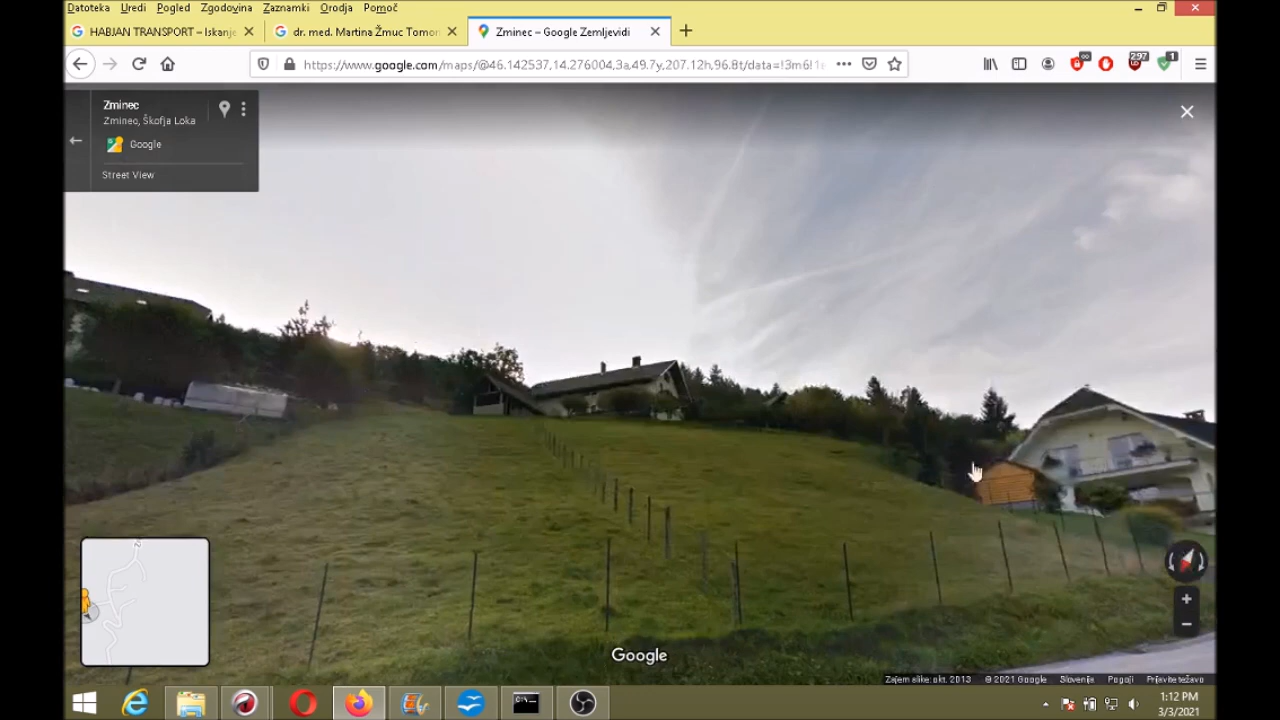 Datoteka Uredi Pogled Zgodovina Zaznamki Orodja Pomoč
HABJAN TRANSPORT – Iskanje
dr. med. Martina Žmuc Tomor
Zminec – Google Zemljevidi
https://www.google.com/maps/@46.142537,14.276004,3a,49.7y,207.12h,96.8t/data=!3m6!1
297
1
Zminec
Zminec, Škofja Loka
Google
Street View
Google
Zajem slike: okt. 2013 © 2021 Google Slovenija Pogoji Prijavite težavo
1:12 PM
3/3/2021